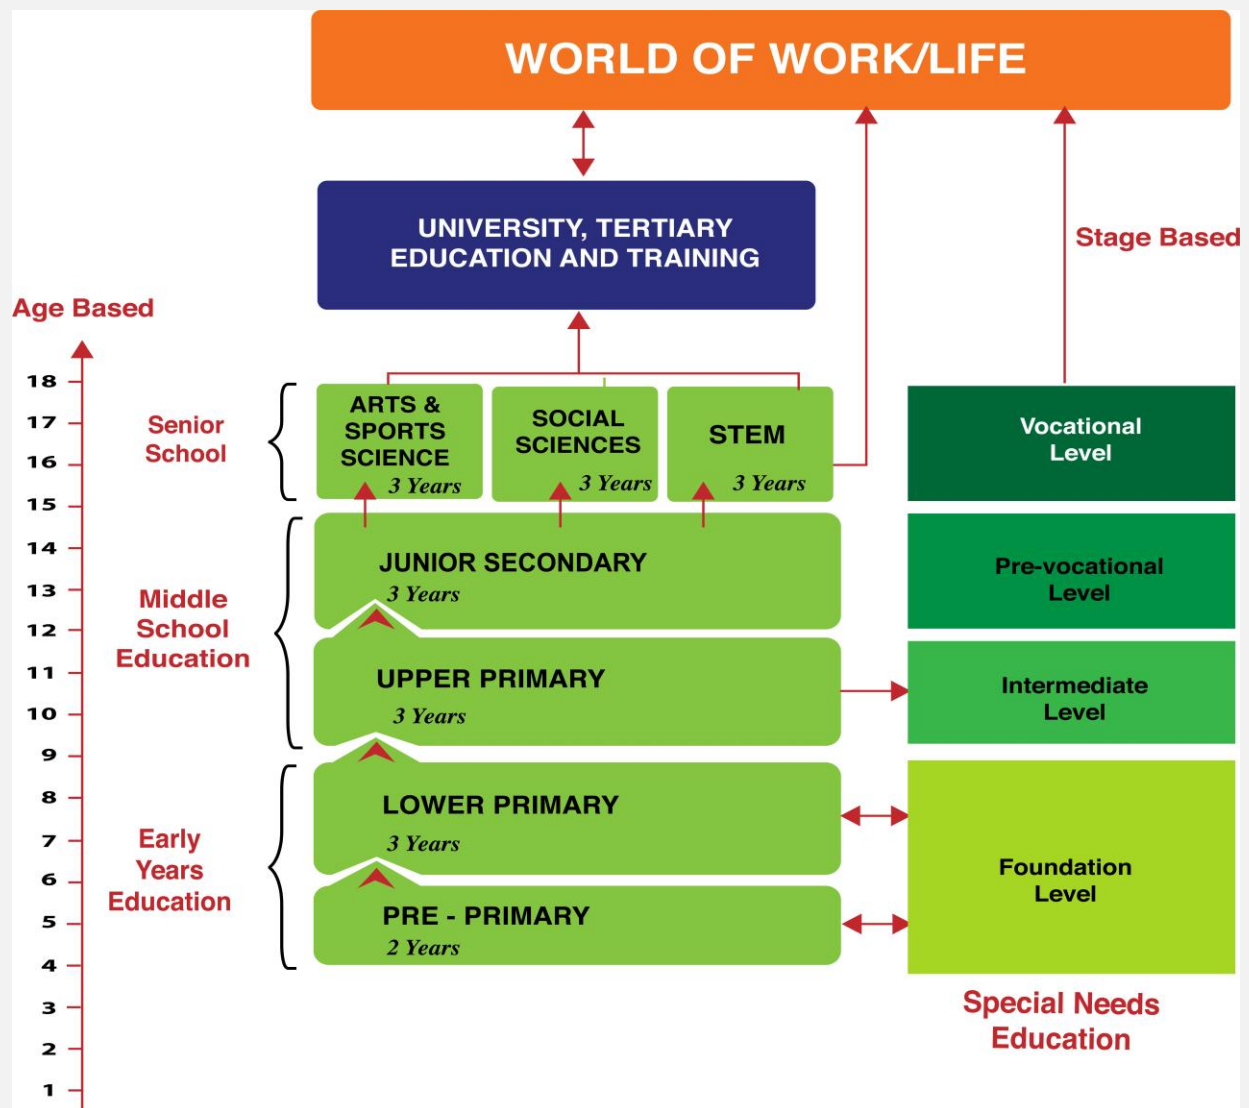 WORLD OF WORK/LIFE
UNIVERSITY, TERTIARY
EDUCATION AND TRAINING
Stage Based
Age Based
18
17
16
15
14
13
12
11
10
9
8
7
6
5
4
3
2
1
Senior
School
ARTS &
SPORTS
SCIENCE
3 Years
SOCIAL
SCIENCES
3 Years
STEM
3 Years
Vocational
Level
Middle
School
Education
JUNIOR SECONDARY
3 Years
Pre-vocational
Level
UPPER PRIMARY
3 Years
Intermediate
Level
Early
Years
Education
LOWER PRIMARY
3 Years
PRE - PRIMARY
2 Years
Foundation
Level
Special Needs
Education